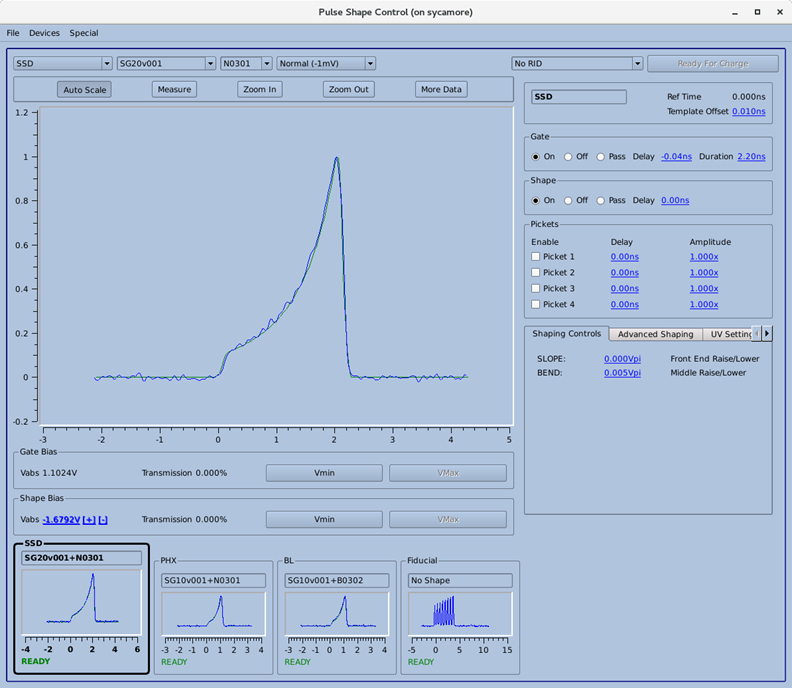 Pulse Shape Control (on sycamore)
File Devices Special
SSD SG20v001 N0301 Normal (-1mV) No RID Ready For Charge
Auto Scale Measure Zoom In Zoom Out More Data
SSD Ref Time 0.000ns
Template Offset 0.010ns
Gate
On Off Pass Delay -0.04ns Duration 2.20ns
Shape
On Off Pass Delay 0.00ns
Pickets
Enable Delay Amplitude
Picket 1 0.00ns 1.000x
Picket 2 0.00ns 1.000x
Picket 3 0.00ns 1.000x
Picket 4 0.00ns 1.000x
Shaping Controls Advanced Shaping UV Setting
SLOPE: 0.000Vpi Front End Raise/Lower
BEND: 0.005Vpi Middle Raise/Lower
1.2
1
0.8
0.6
0.4
0.2
0
-0.2
-3 -2 -1 0 1 2 3 4 5
Gate Bias
Vabs 1.1024V Transmission 0.000% Vmin VMax
Shape Bias
Vabs -1.6792V [+] [-] Transmission 0.000% Vmin VMax
SSD
SG20v001+N0301
-4 -2 0 2 4 6
READY
PHX
SG10v001+N0301
-3 -2 -1 0 1 2 3 4
READY
BL
SG10v001+B0302
-3 -2 -1 0 1 2 3 4
READY
Fiducial
No Shape
-5 0 5 10 15
READY